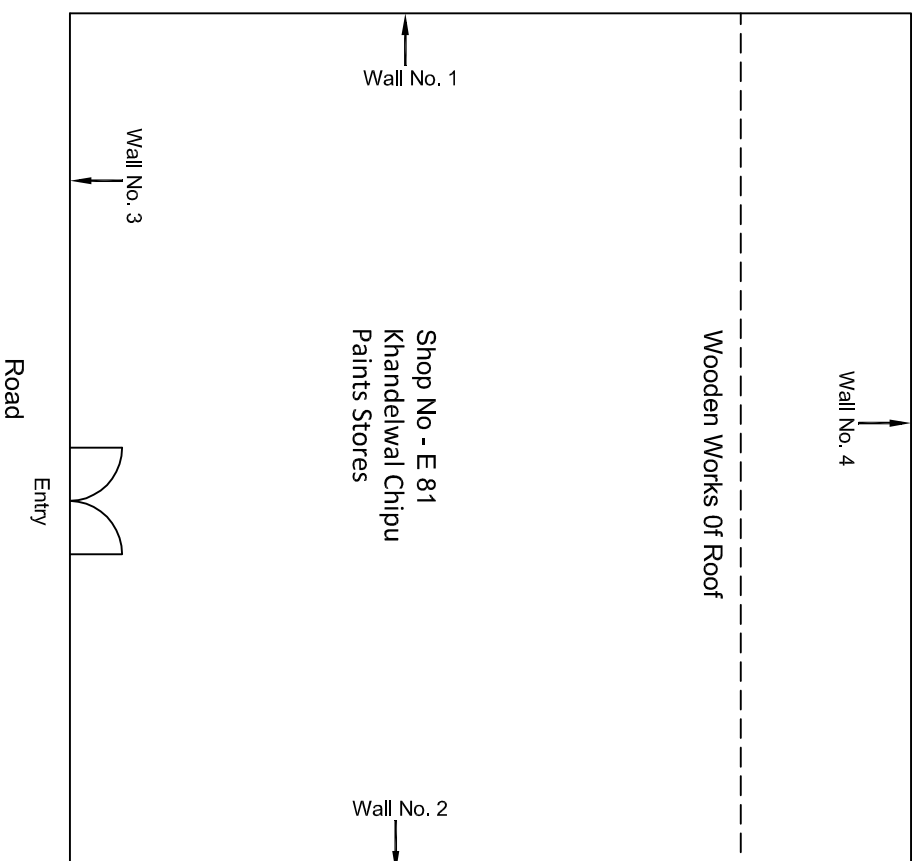 Wall No. 1
Wall No. 3
Wall No. 4
Wooden Works Of Roof
Shop No - E 81
Khandelwal Chipu
Paints Stores
Road
Entry
Wall No. 2